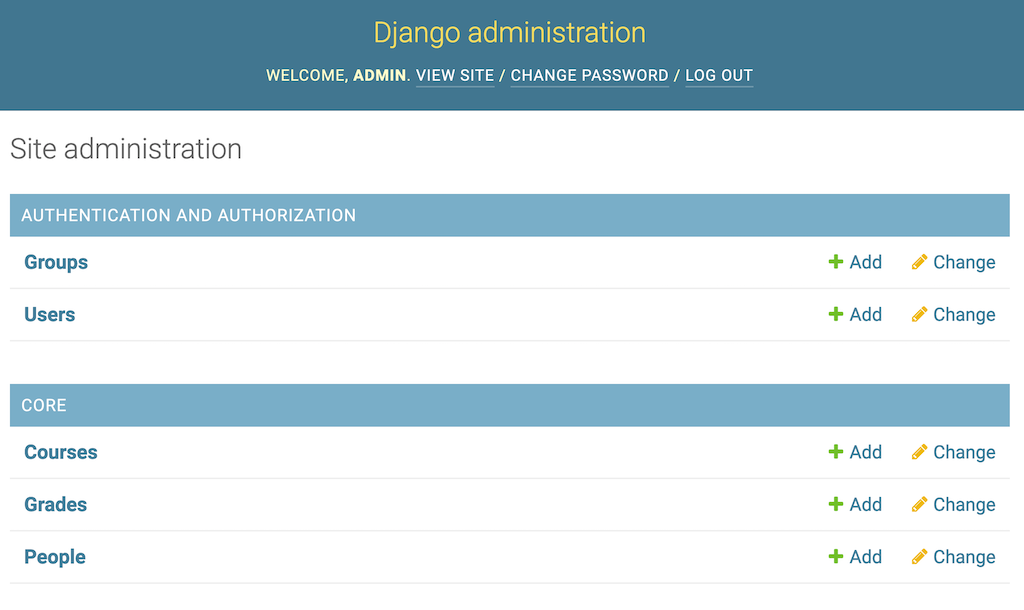 Django administration
WELCOME, ADMIN. VIEW SITE / CHANGE PASSWORD / LOG OUT
Site administration
AUTHENTICATION AND AUTHORIZATION
Groups Add Change
Users Add Change
CORE
Courses Add Change
Grades Add Change
People Add Change